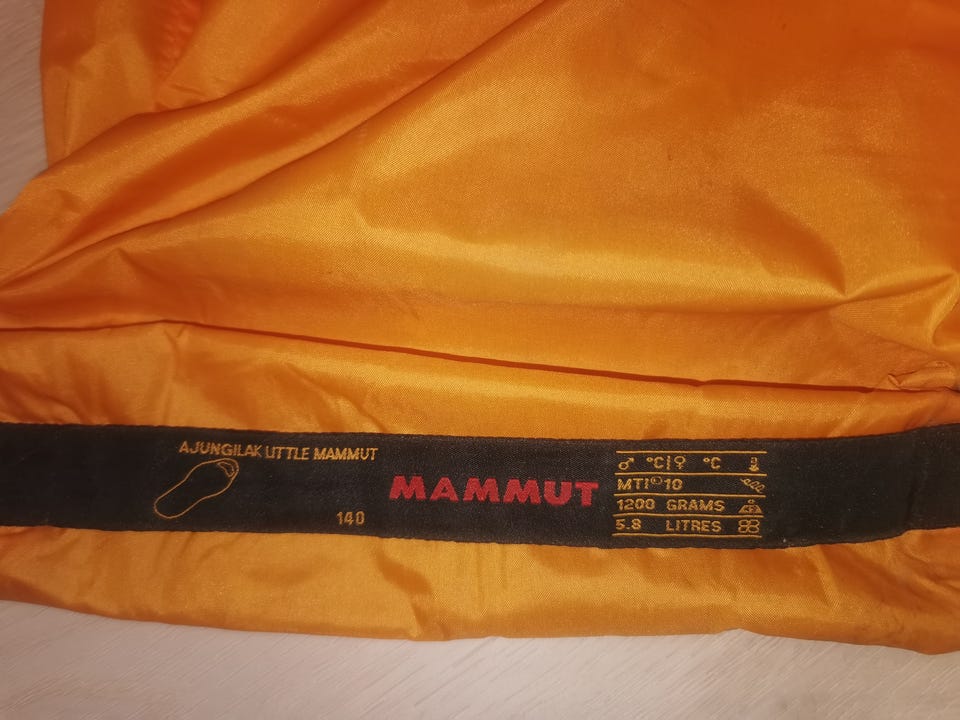 AJUNGILAK LITTLE MAMMUT
140
MAMMUT
♂ °C|♀ °C
MTI©10
1200 GRAMS
5.8 LITRES